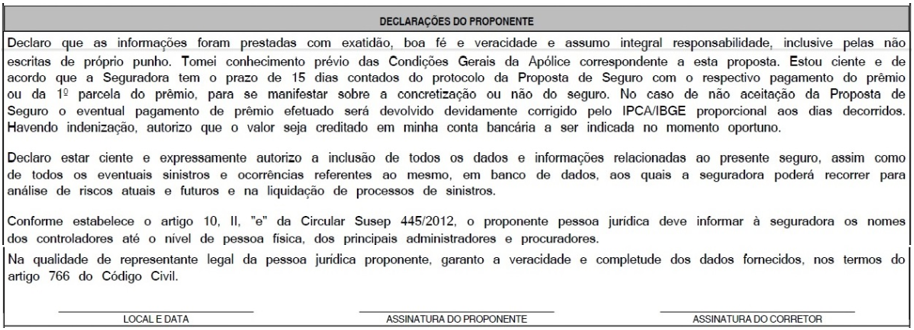 DECLARAÇÕES DO PROPONENTE
Declaro que as informações foram prestadas com exatidão, boa fé e veracidade e assumo integral responsabilidade, inclusive pelas não
escritas de próprio punho. Tomei conhecimento prévio das Condições Gerais da Apólice correspondente a esta proposta. Estou ciente e de
acordo que a Seguradora tem o prazo de 15 dias contados do protocolo da Proposta de Seguro com o respectivo pagamento do prêmio
ou da 1º parcela do prêmio, para se manifestar sobre a concretização ou não do seguro. No caso de não aceitação da Proposta de
Seguro o eventual pagamento de prêmio efetuado será devolvido devidamente corrigido pelo IPCA/IBGE proporcional aos dias decorridos.
Havendo indenização, autorizo que o valor seja creditado em minha conta bancária a ser indicada no momento oportuno.
Declaro estar ciente e expressamente autorizo a inclusão de todos os dados e informações relacionadas ao presente seguro, assim como
de todos os eventuais sinistros e ocorrências referentes ao mesmo, em banco de dados, aos quais a seguradora poderá recorrer para
análise de riscos atuais e futuros e na liquidação de processos de sinistros.
Conforme estabelece o artigo 10, II, "e" da Circular Susep 445/2012, o proponente pessoa jurídica deve informar à seguradora os nomes
dos controladores até o nível de pessoa física, dos principais administradores e procuradores.
Na qualidade de representante legal da pessoa jurídica proponente, garanto a veracidade e completude dos dados fornecidos, nos termos do
artigo 766 do Código Civil.
LOCAL E DATA ASSINATURA DO PROPONENTE ASSINATURA DO CORRETOR